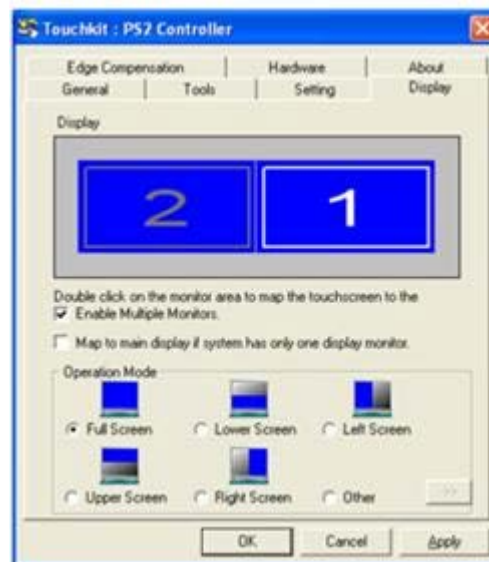 Touchkit : PS2 Controller
Edge Compensation Hardware About
General Tools Setting Display
Display
2 1
Double click on the monitor area to map the touchscreen to the
Enable Multiple Monitors.
Map to main display if system has only one display monitor.
Operation Mode
Full Screen Lower Screen Left Screen
Upper Screen Right Screen Other >>
OK Cancel Apply